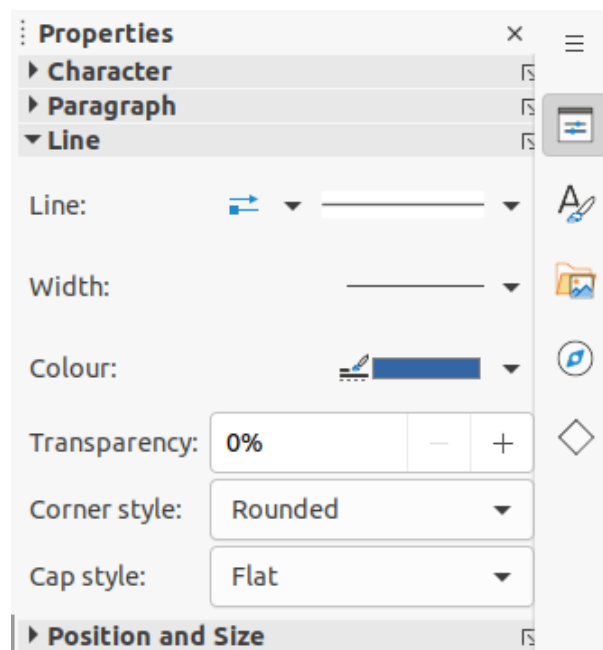 Properties
Character
Paragraph
Line
Line:
Width:
Colour:
Transparency: 0%
Corner style: Rounded
Cap style: Flat
Position and Size